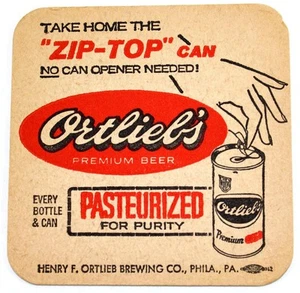 TAKE HOME THE
"ZIP-TOP" CAN
NO CAN OPENER NEEDED!
Ortlieb's
PREMIUM BEER
EVERY
BOTTLE
& CAN
PASTEURIZED
FOR PURITY
Ortlieb's
Premium
HENRY F. ORTLIEB BREWING CO., PHILA., PA.